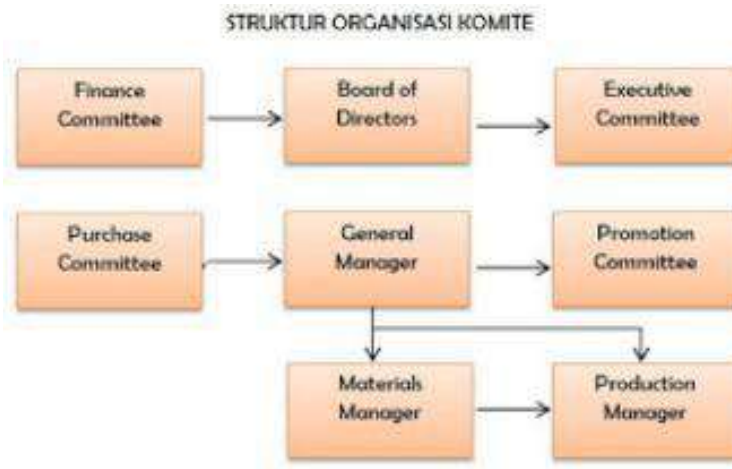 STRUKTUR ORGANISASI KOMITE
Finance
Committee
Board of
Directors
Executive
Committee
Purchase
Committee
General
Manager
Promotion
Committee
Materials
Manager
Production
Manager